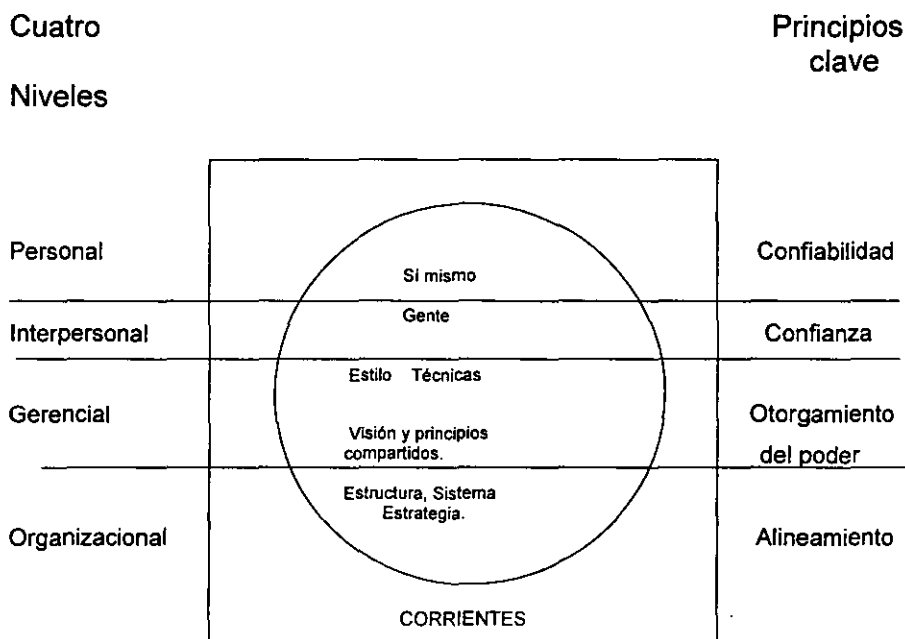 Cuatro
Principios
clave
Niveles
Personal
Confiabilidad
Sí mismo
Gente
Interpersonal
Confianza
Estilo Técnicas
Gerencial
Otorgamiento
Visión y principios
compartidos.
del poder
Estructura, Sistema
Estrategia.
Organizacional
Alineamiento
CORRIENTES